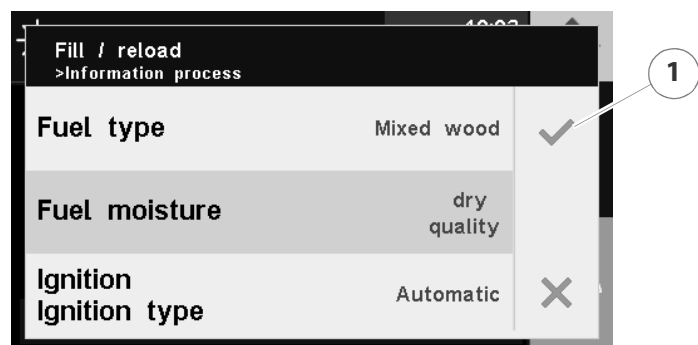 Fill / reload
>Information process
Fuel type
Mixed wood
Fuel moisture
dry
quality
Ignition
Ignition type
Automatic
1